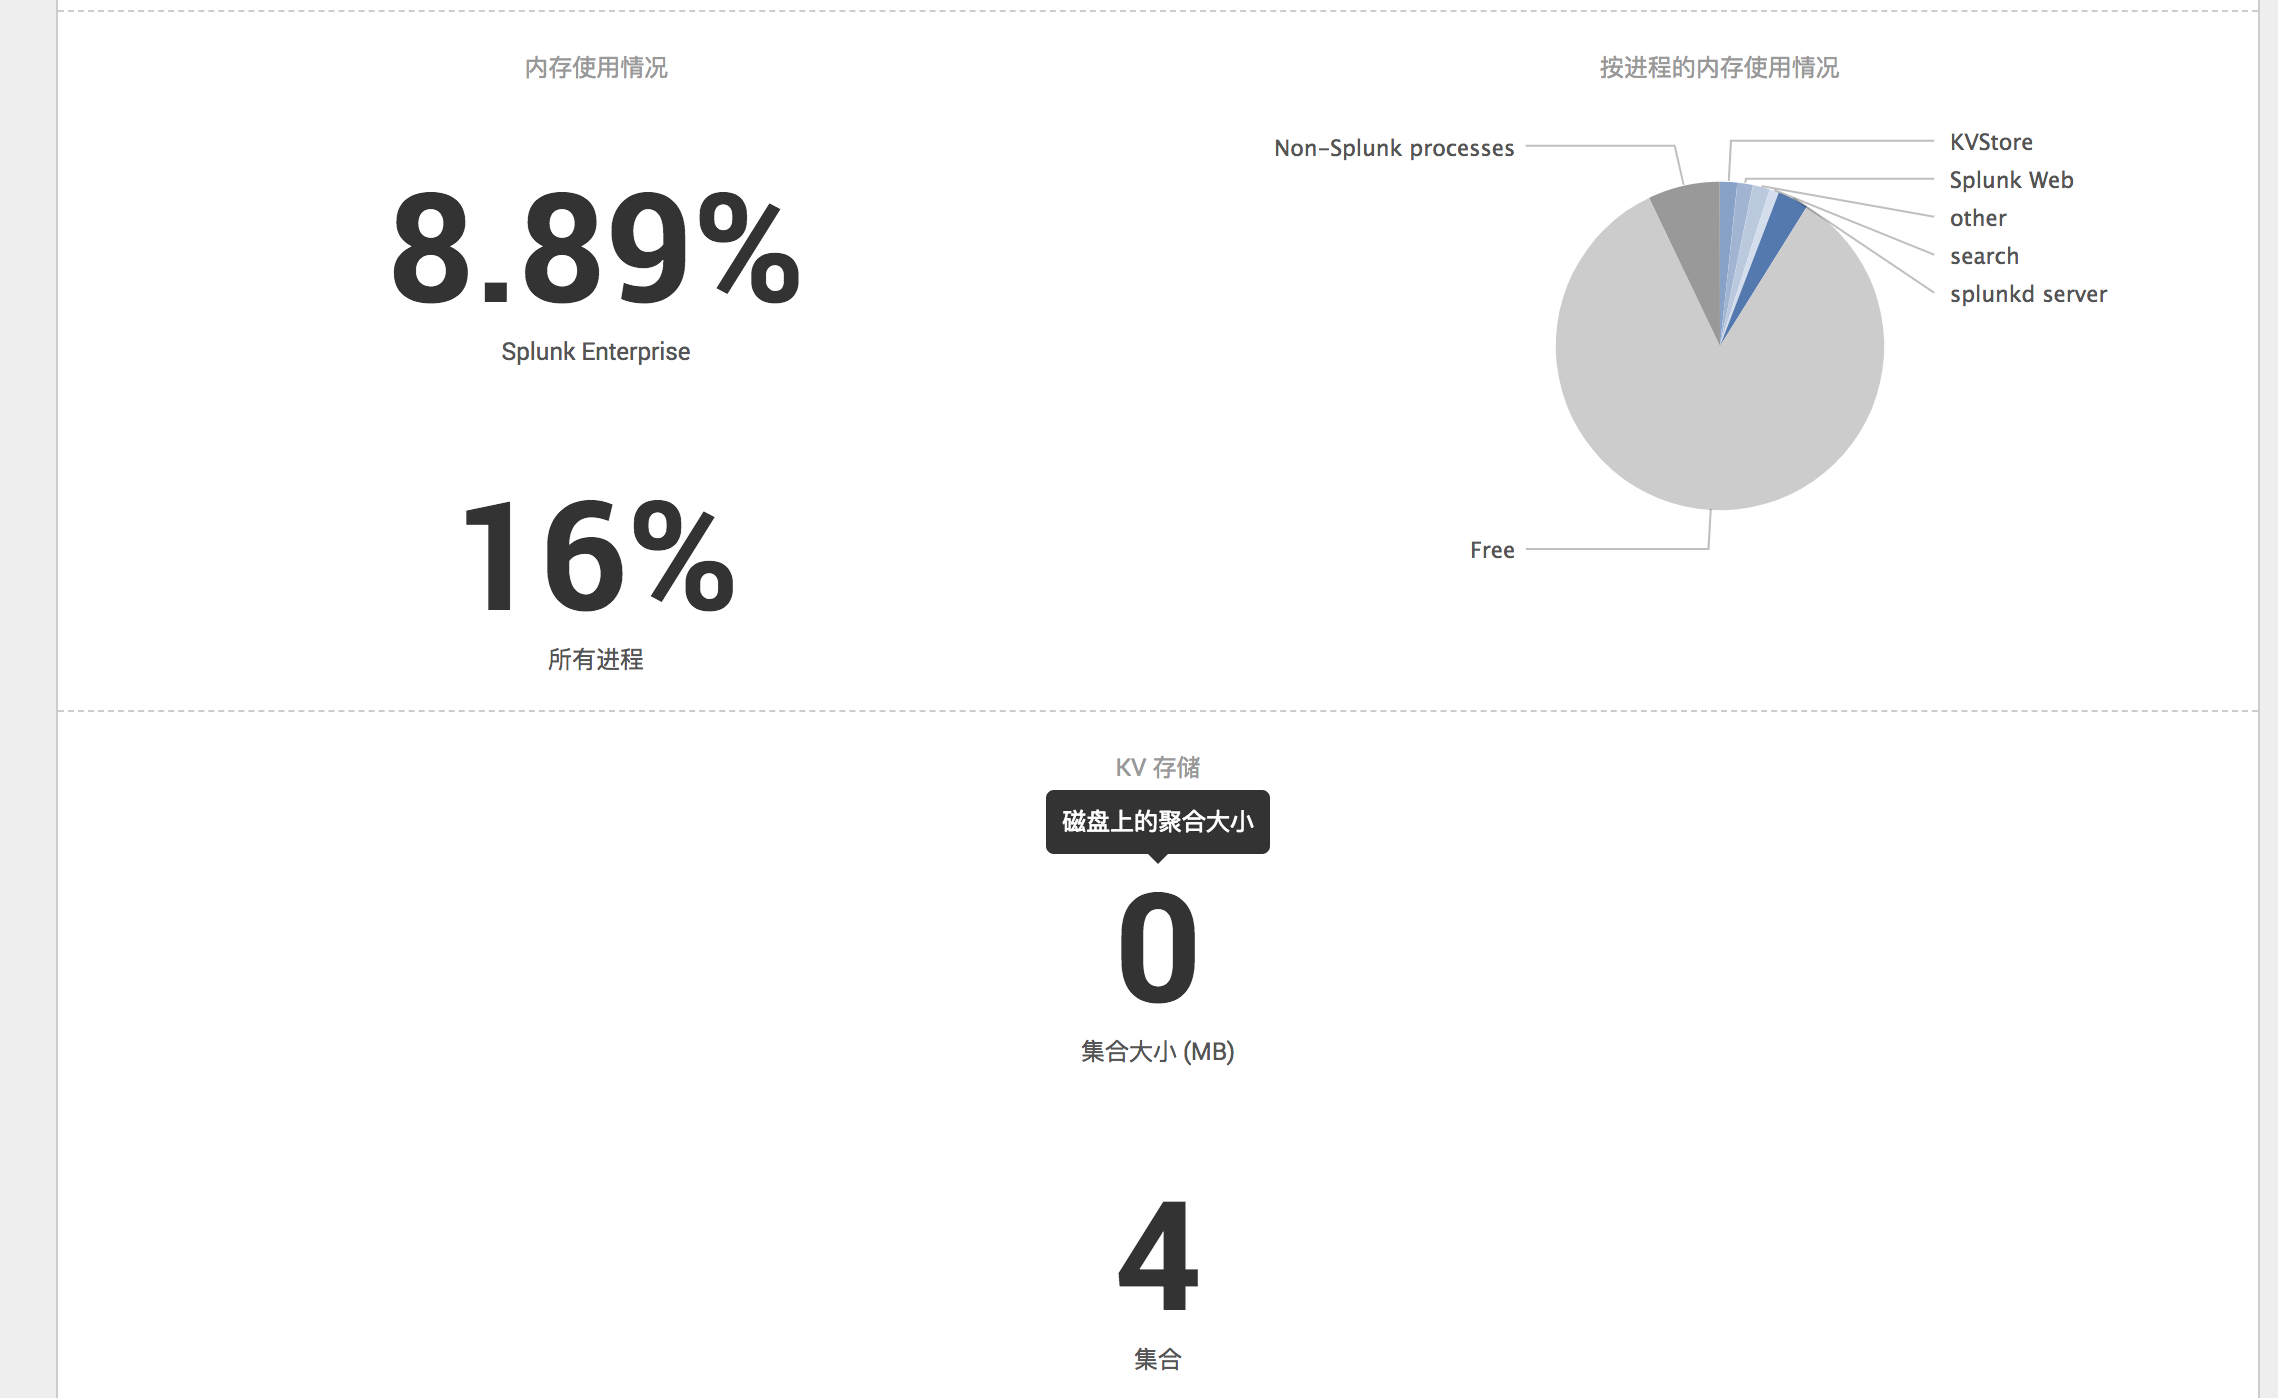 内存使用情况
8.89%
Splunk Enterprise
16%
所有进程
按进程的内存使用情况
Non-Splunk processes
KVStore
Splunk Web
other
search
splunkd server
Free
KV 存储
磁盘上的聚合大小
0
集合大小 (MB)
4
集合